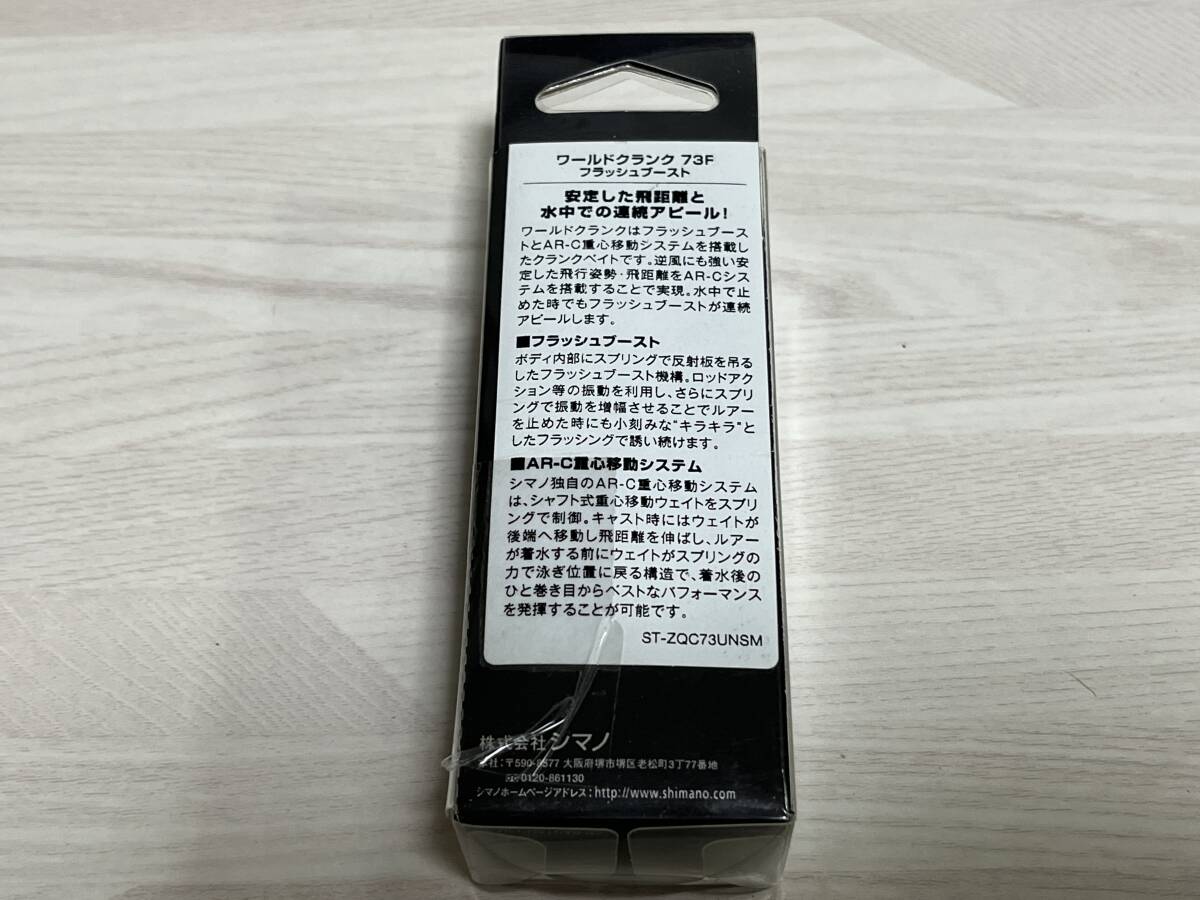 ワールドクランク 73F
フラッシュブースト
安定した飛距離と
水中での連続アピール!
ワールドクランクはフラッシュブース
トとAR-C重心移動システムを搭載し
たクランクベイトです。逆風にも強い安
定した飛行姿勢・飛距離をAR-Cシス
テムを搭載することで実現。水中で止
めた時でもフラッシュブーストが連続
アピールします。
■フラッシュブースト
ボディ内部にスプリングで反射板を吊る
したフラッシュブースト機構。ロッドアク
ション等の振動を利用し、さらにスプリ
ングで振動を増幅させることでルアー
を止めた時にも小刻みな"キラキラ"と
したフラッシングで誘い続けます。
■AR-C重心移動システム
シマノ独自のAR-C重心移動システム
は、シャフト式重心移動ウェイトをスプリ
ングで制御。キャスト時にはウェイトが
後端へ移動し飛距離を伸ばし、ルアー
が着水する前にウェイトがスプリングの
力で泳ぎ位置に戻る構造で、着水後の
ひと巻き目からベストなパフォーマンス
を発揮することが可能です。
ST-ZQC73UNSM
株式会社シマノ
本社:〒590-8577 大阪府堺市堺区老松町3丁77番地
0120-861130
シマノホームページアドレス:http://www.shimano.com